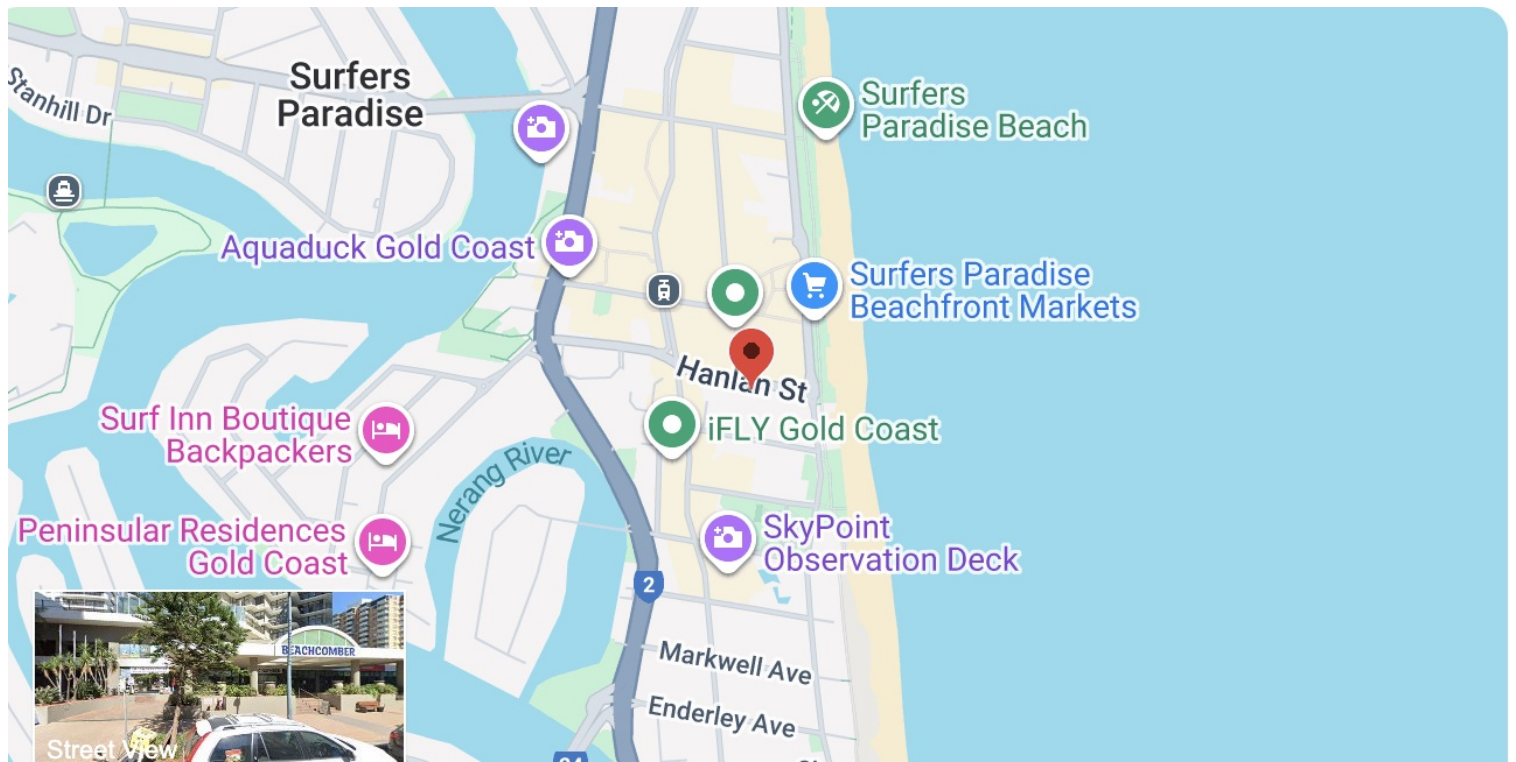 Surfers
Paradise
Stanhill Dr
Surfers
Paradise Beach
Aquaduck Gold Coast
Surfers Paradise
Beachfront Markets
Hanlan St
Surf Inn Boutique
Backpackers
iFLY Gold Coast
Nerang River
Peninsular Residences
Gold Coast
SkyPoint
Observation Deck
2
BEACHCOMBER
Markwell Ave
Enderley Ave
Street View